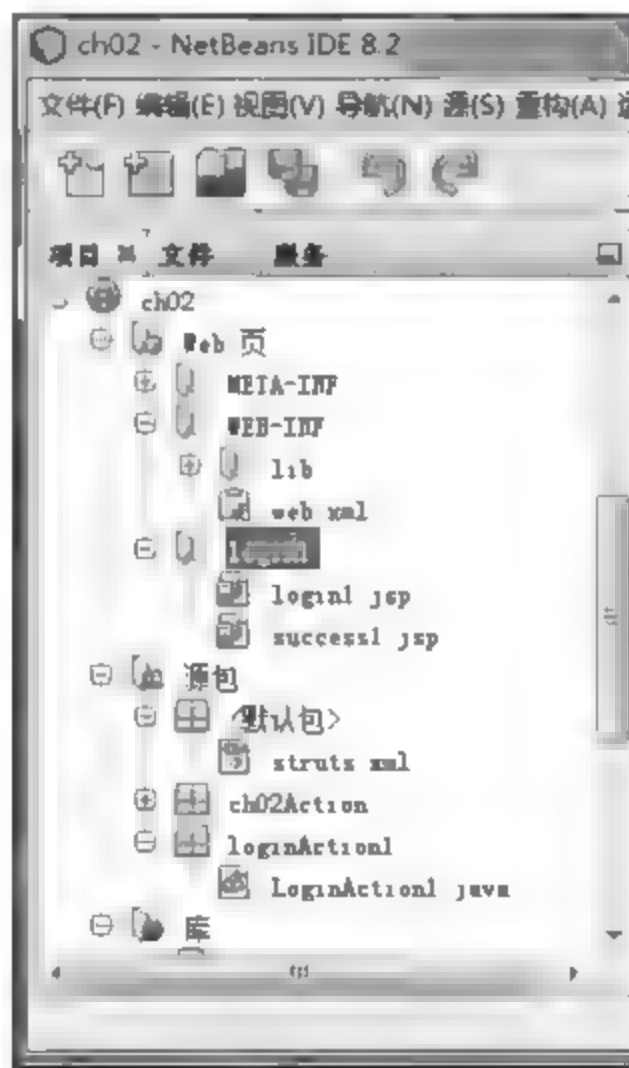 ch02 - NetBeans IDE 8.2
文件(F) 编辑(E) 视图(V) 导航(N) 源(S) 重构(A)
项目 文件 服务
ch02
Web 页
META-INF
WEB-INF
lib
web.xml
login1
login1.jsp
success1.jsp
源包
<默认包>
struts.xml
ch02Action
loginAction1
LoginAction1.java
库